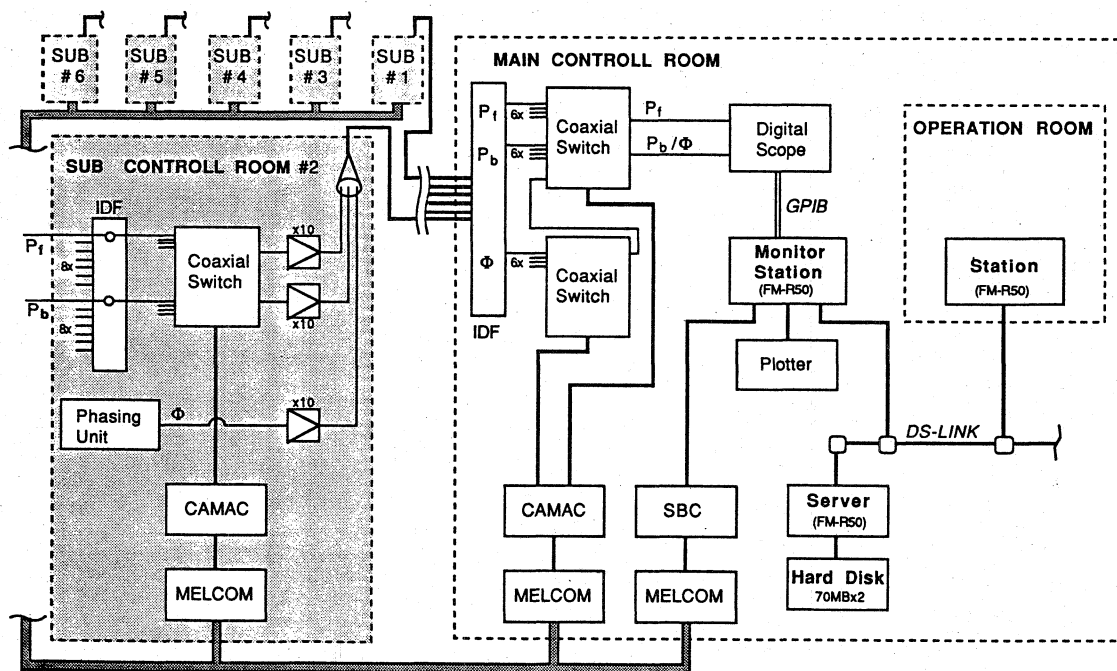 SUB
#6
SUB
#5
SUB
#4
SUB
#3
SUB
#1
SUB CONTROLL ROOM #2
IDF
Pf
8x
Pb
8x
Coaxial
Switch
x10
x10
x10
Phasing
Unit
Φ
CAMAC
MELCOM
MAIN CONTROLL ROOM
Pf
6x
Pb
6x
Φ
6x
IDF
Coaxial
Switch
Coaxial
Switch
Pf
Pb/Φ
Digital
Scope
GPIB
Monitor
Station
(FM-R50)
Plotter
OPERATION ROOM
Station
(FM-R50)
DS-LINK
CAMAC
SBC
Server
(FM-R50)
MELCOM
MELCOM
Hard Disk
70MBx2